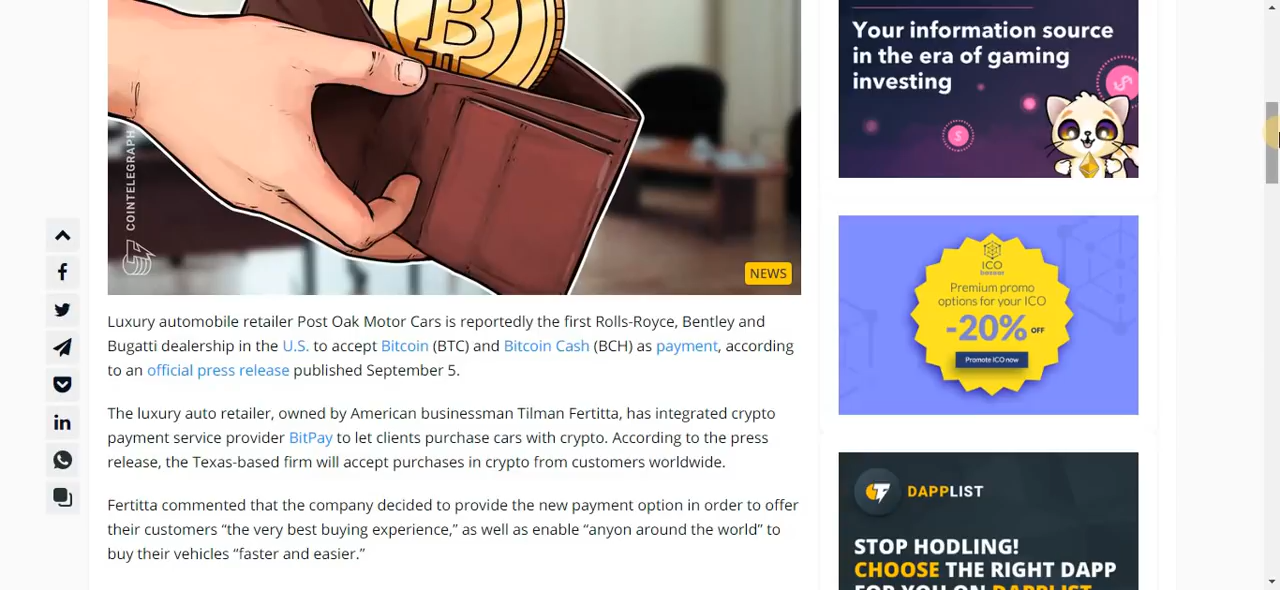 COINTELEGRAPH
NEWS
Luxury automobile retailer Post Oak Motor Cars is reportedly the first Rolls-Royce, Bentley and
Bugatti dealership in the U.S. to accept Bitcoin (BTC) and Bitcoin Cash (BCH) as payment, according
to an official press release published September 5.
The luxury auto retailer, owned by American businessman Tilman Fertitta, has integrated crypto
payment service provider BitPay to let clients purchase cars with crypto. According to the press
release, the Texas-based firm will accept purchases in crypto from customers worldwide.
Fertitta commented that the company decided to provide the new payment option in order to offer
their customers “the very best buying experience,” as well as enable “anyon around the world” to
buy their vehicles “faster and easier.”
Your information source
in the era of gaming
investing
ICO
Premium promo
options for your ICO
-20% OFF
Promote ICO now
DAPPLIST
STOP HODLING!
CHOOSE THE RIGHT DAPP
FOR YOU ON DAPPLIST